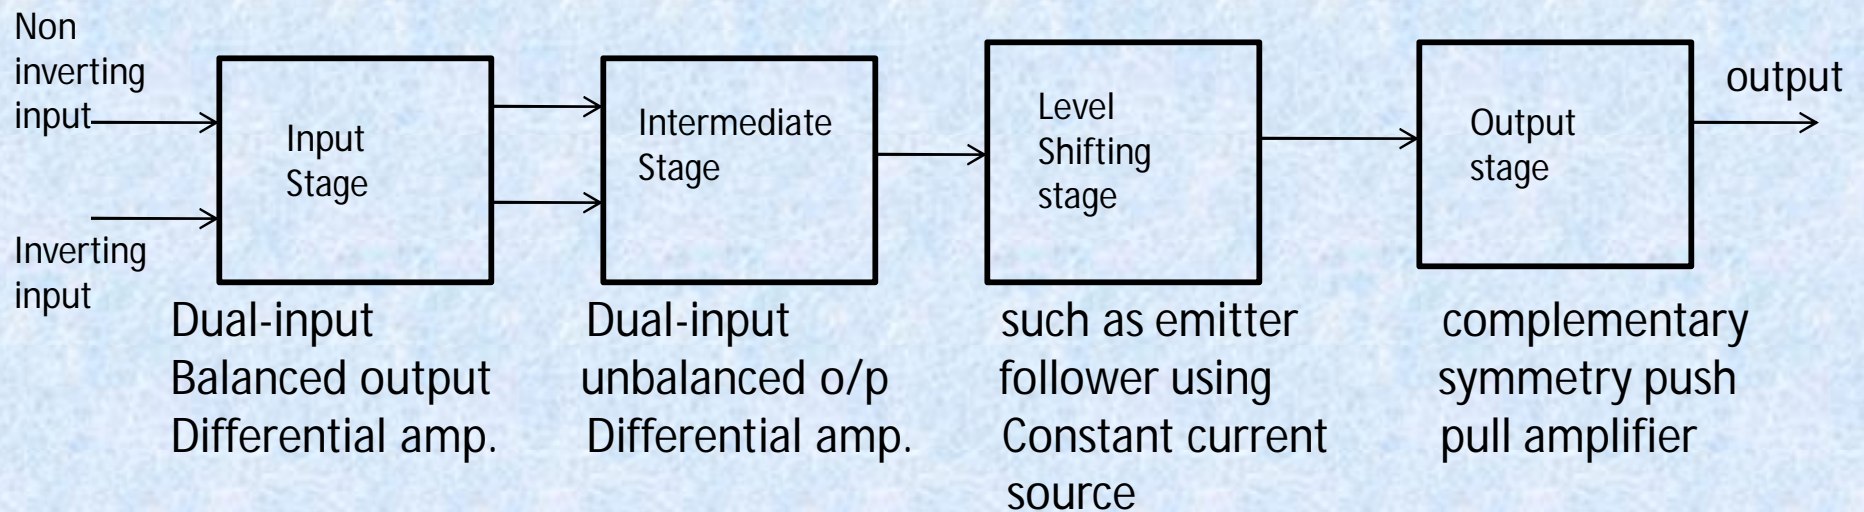 Non
inverting
input
Inverting
input
Input
Stage
Intermediate
Stage
Level
Shifting
stage
Output
stage
output
Dual-input
Balanced output
Differential amp.
Dual-input
unbalanced o/p
Differential amp.
such as emitter
follower using
Constant current
source
complementary
symmetry push
pull amplifier